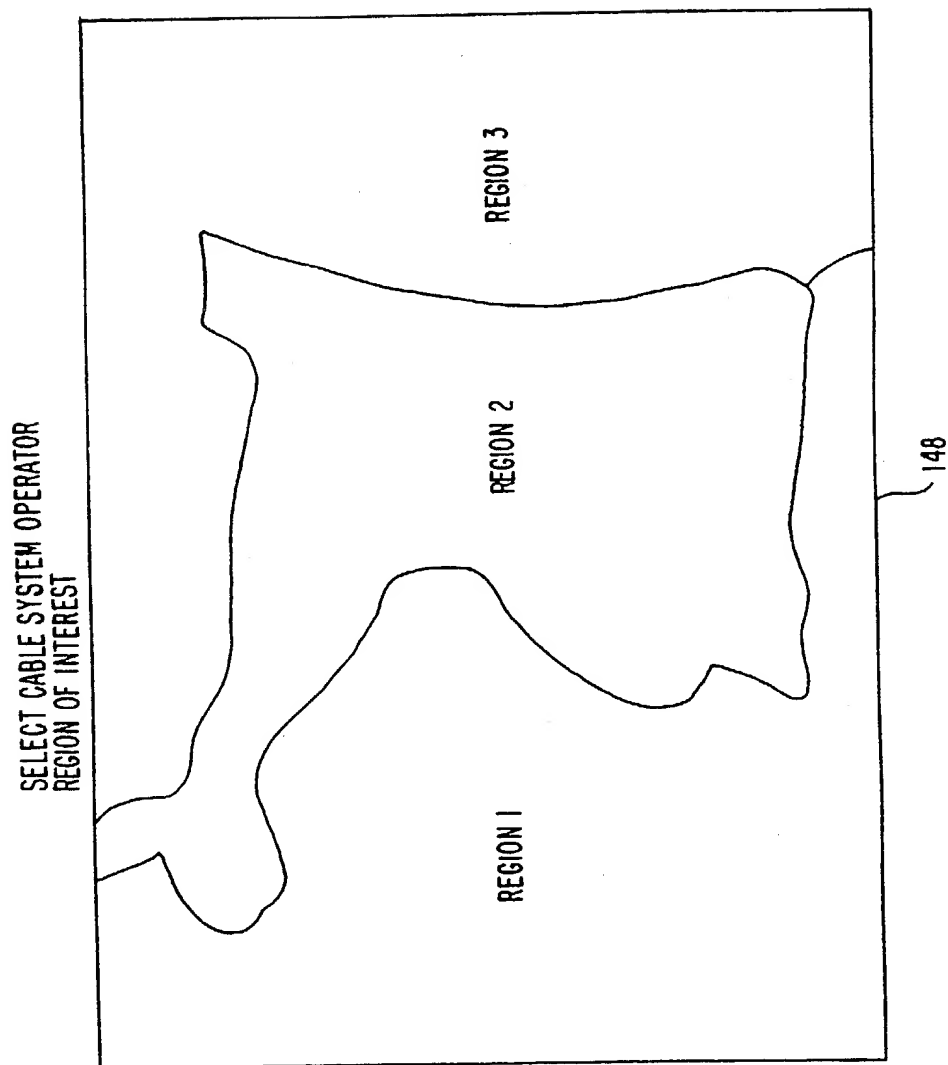 SELECT CABLE SYSTEM OPERATOR
REGION OF INTEREST
REGION 1
REGION 2
REGION 3
148